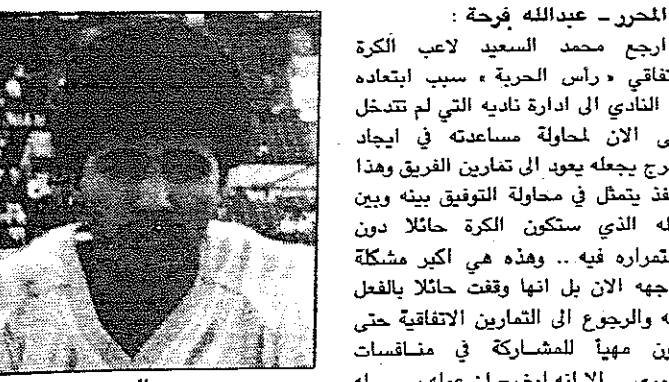 المحرر ـ عبدالله فرحة :
ارجع محمد السعيد لاعب الكرة
تفاقي « رأس الحربة » سبب ابتعاده
النادي الى ادارة ناديه التي لم تتدخل
ى الان لمحاولة مساعدته في ايجاد
رج يجعله يعود الى تمارين الفريق وهذا
فذ يتمثل في محاولة التوفيق بينه وبين
له الذي ستكون الكرة حائلا دون
تمراره فيه .. وهذه هي اكبر مشكلة
جهه الان بل انها وقفت حائلا بالفعل
ه والرجوع الى التمارين الاتفاقية حتى
ون مهيأ للمشاركة في منافسات